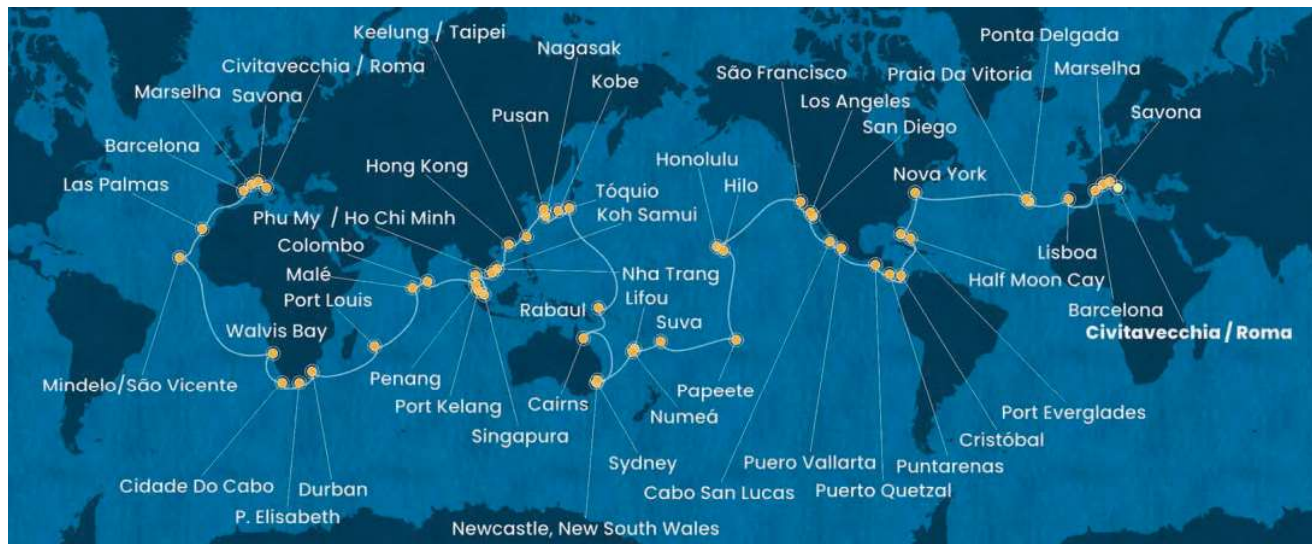 Keelung / Taipei
Nagasak
Ponta Delgada
Civitavecchia / Roma
Kobe
São Francisco
Praia Da Vitoria
Marselha
Marselha
Savona
Los Angeles
Savona
Pusan
San Diego
Barcelona
Hong Kong
Honolulu
Las Palmas
Tóquio
Hilo
Nova York
Phu My / Ho Chi Minh
Koh Samui
Colombo
Lisboa
Malé
Nha Trang
Half Moon Cay
Port Louis
Lifou
Rabaul
Suva
Barcelona
Walvis Bay
Civitavecchia / Roma
Mindelo/São Vicente
Penang
Papeete
Port Kelang
Cairns
Numeá
Port Everglades
Singapura
Cristóbal
Sydney
Puero Vallarta
Puntarenas
Cidade Do Cabo
Durban
Cabo San Lucas
Puerto Quetzal
P. Elisabeth
Newcastle, New South Wales